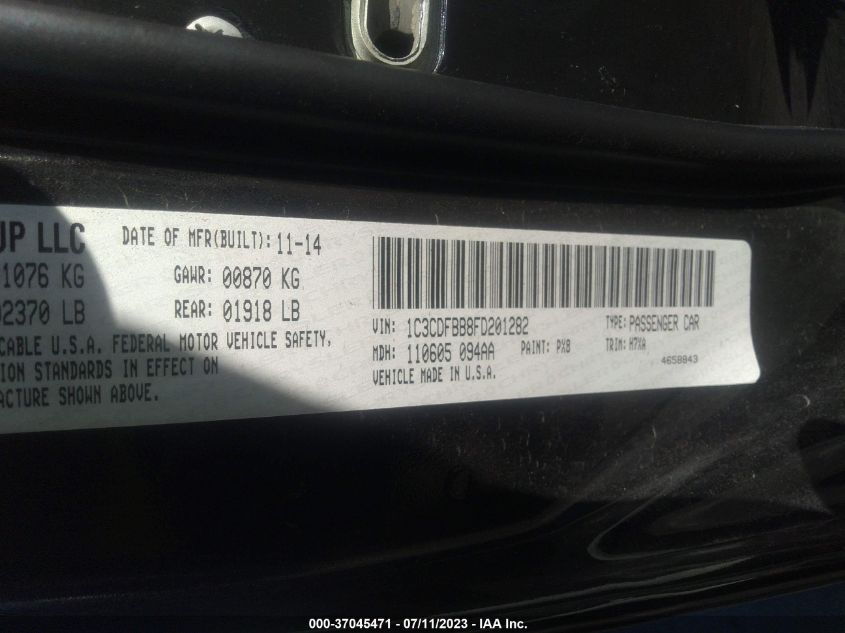 UP LLC
DATE OF MFR(BUILT): 11-14
1076 KG
GAWR: 00870 KG
02370 LB
REAR: 01918 LB
CABLE U.S.A. FEDERAL MOTOR VEHICLE SAFETY,
ION STANDARDS IN EFFECT ON
ACTURE SHOWN ABOVE.
VIN: 1C3CDFBB8FD201282
TYPE: PASSENGER CAR
MDH: 110605 094AA
PAINT: PX8
TRIM: H7XA
VEHICLE MADE IN U.S.A.
4658843
000-37045471 - 07/11/2023 - IAA Inc.